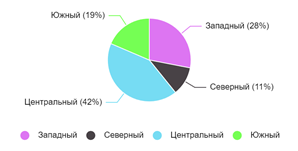 Южный (19%)
Западный (28%)
Северный (11%)
Центральный (42%)
Западный Северный Центральный Южный